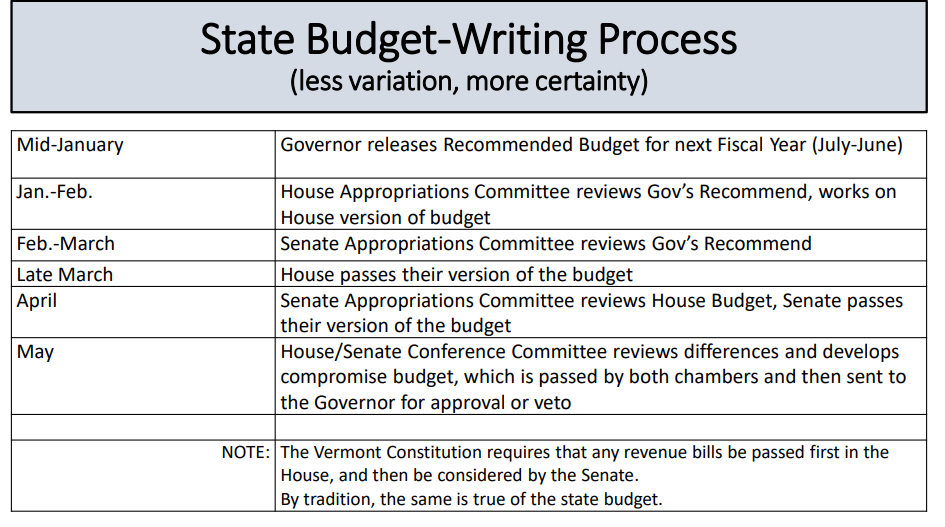 State Budget-Writing Process
(less variation, more certainty)
Mid-January
Governor releases Recommended Budget for next Fiscal Year (July-June)
Jan.-Feb.
House Appropriations Committee reviews Gov's Recommend, works on
House version of budget
Feb.-March
Senate Appropriations Committee reviews Gov's Recommend
Late March
House passes their version of the budget
April
Senate Appropriations Committee reviews House Budget, Senate passes
their version of the budget
May
House/Senate Conference Committee reviews differences and develops
compromise budget, which is passed by both chambers and then sent to
the Governor for approval or veto
NOTE:
The Vermont Constitution requires that any revenue bills be passed first in the
House, and then be considered by the Senate.
By tradition, the same is true of the state budget.